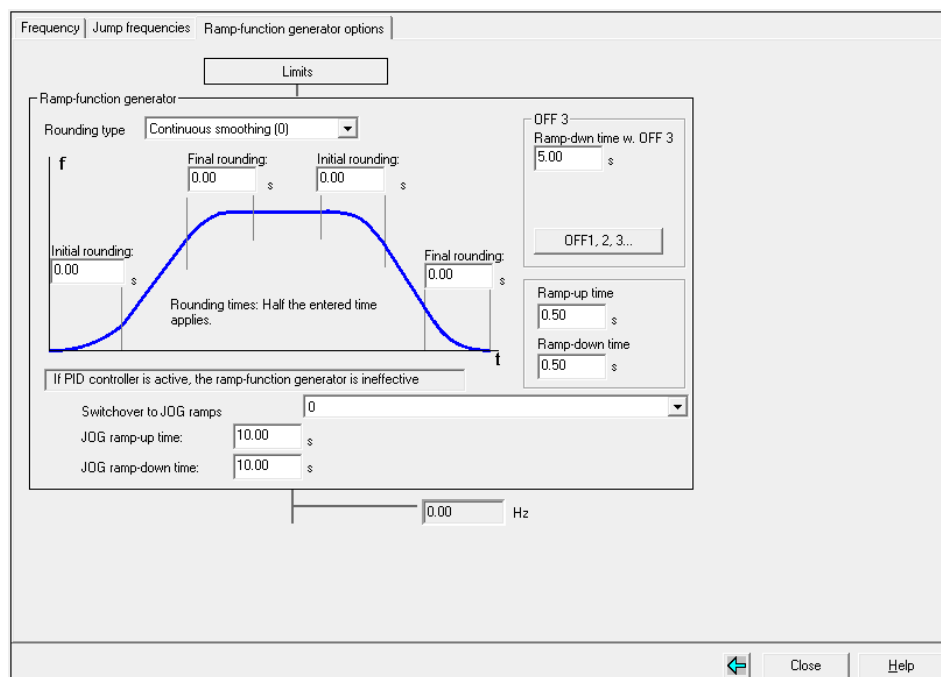 Frequency
Jump frequencies
Ramp-function generator options
Limits
Ramp-function generator
Rounding type
Continuous smoothing (0)
f
Final rounding:
0.00
s
Initial rounding:
0.00
s
Initial rounding:
0.00
s
Final rounding:
0.00
s
Rounding times: Half the entered time
applies.
t
OFF 3
Ramp-dwn time w. OFF 3
5.00
s
OFF1, 2, 3...
Ramp-up time
0.50
s
Ramp-down time
0.50
s
If PID controller is active, the ramp-function generator is ineffective
Switchover to JOG ramps
0
JOG ramp-up time:
10.00
s
JOG ramp-down time:
10.00
s
0.00
Hz
Close
Help